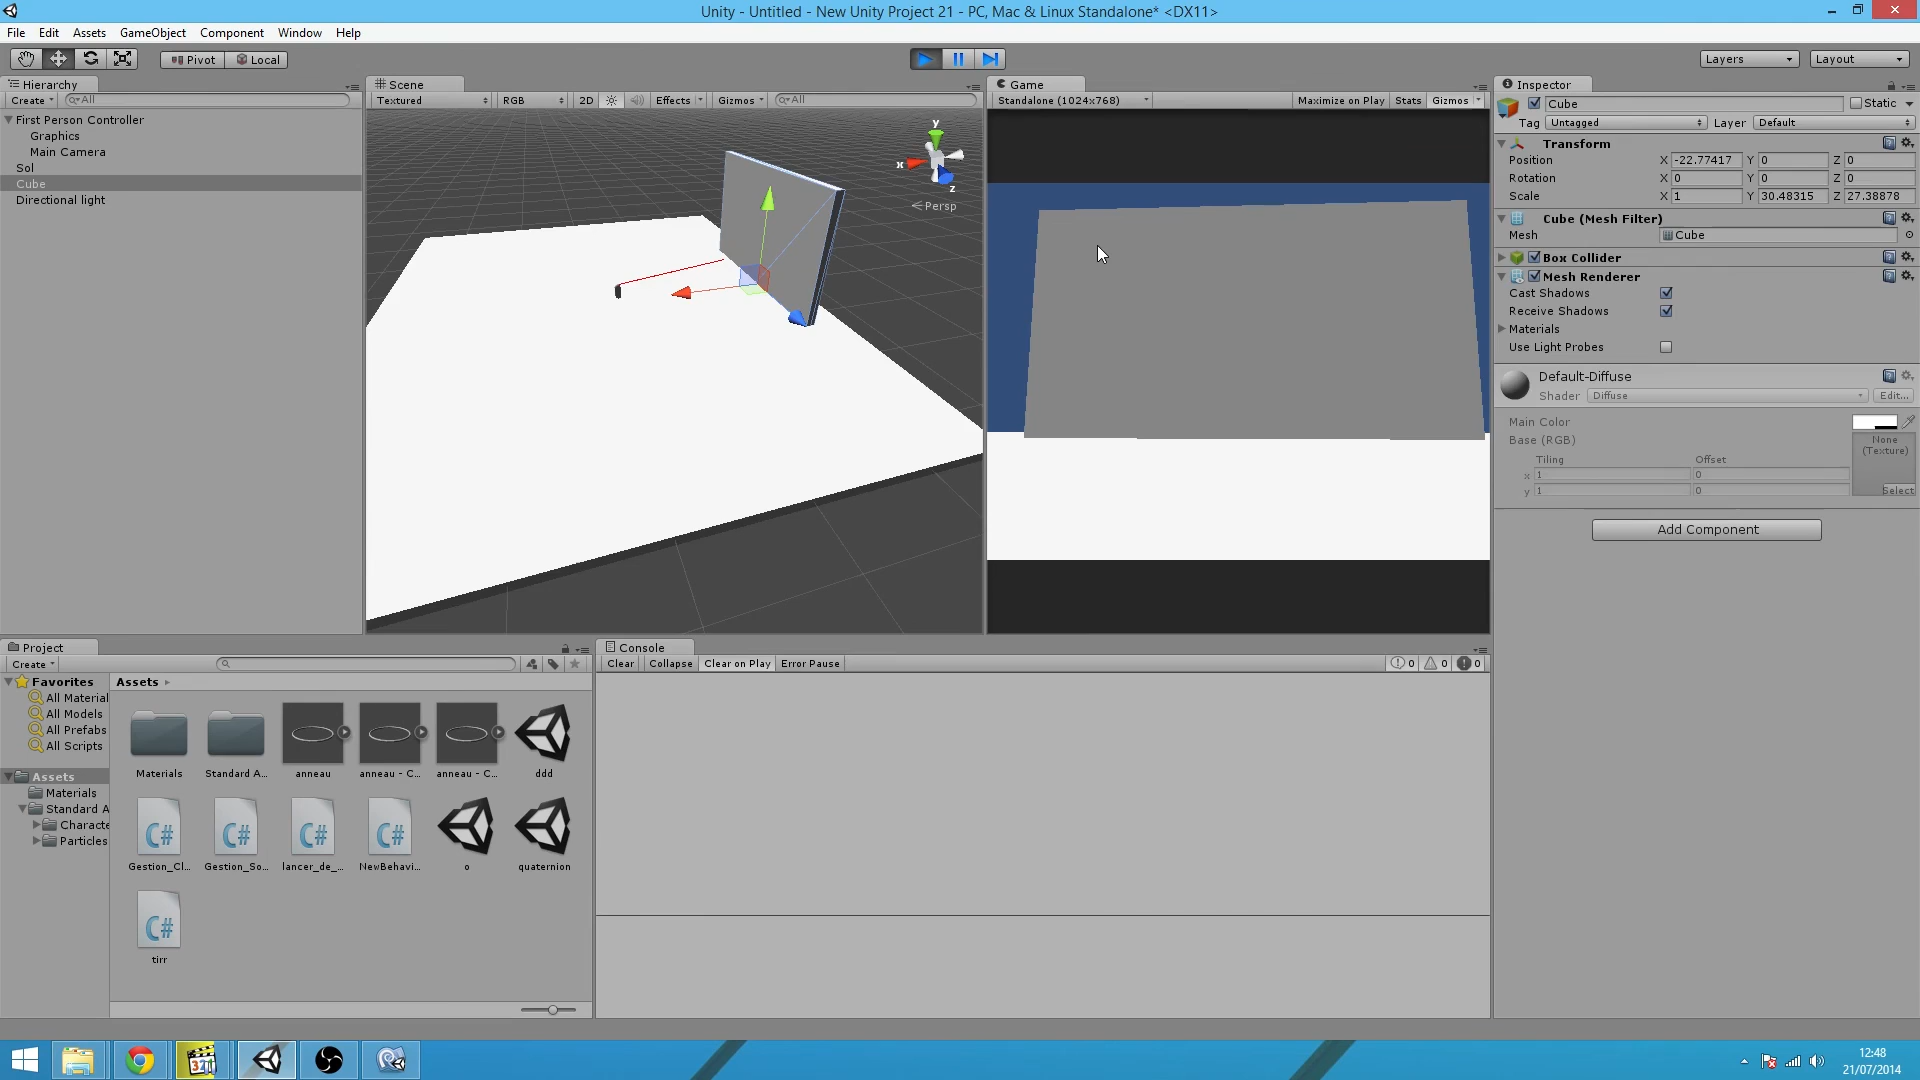 Unity - Untitled - New Unity Project 21 - PC, Mac & Linux Standalone* <DX11>
File Edit Assets GameObject Component Window Help
Pivot Local Layers Layout
Hierarchy
Create All
First Person Controller
Graphics
Main Camera
Sol
Cube
Directional light
Scene
Textured RGB 2D Effects Gizmos All
y
x
z
Persp
Game
Standalone (1024x768) Maximize on Play Stats Gizmos
Inspector
Cube Static
Tag Untagged Layer Default
Transform
Position X -22.77417 Y 0 Z 0
Rotation X 0 Y 0 Z 0
Scale X 1 Y 30.48315 Z 27.38878
Cube (Mesh Filter)
Mesh Cube
Box Collider
Mesh Renderer
Cast Shadows
Receive Shadows
Materials
Use Light Probes
Default-Diffuse
Shader Diffuse Edit...
Main Color
Base (RGB) None
(Texture)
Tiling Offset
x 1 0
y 1 0 Select
Add Component
Project
Create
Favorites
All Material
All Models
All Prefabs
All Scripts
Assets
Materials
Standard A
Characte
Particles
Assets
Materials Standard A... anneau anneau - C... anneau - C... ddd
Gestion_Cl... Gestion_So... lancer_de_... NewBehavi... o quaternion
tirr
Console
Clear Collapse Clear on Play Error Pause 0 0 0
321
12:48
21/07/2014